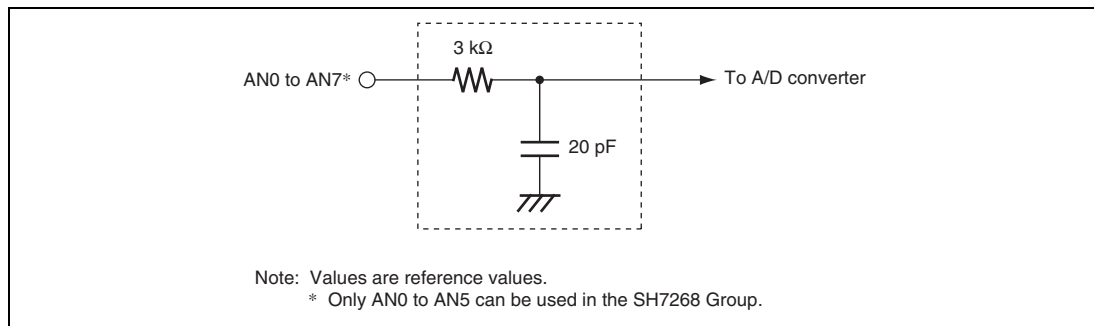 3 kΩ
AN0 to AN7*
To A/D converter
20 pF
Note: Values are reference values.
* Only AN0 to AN5 can be used in the SH7268 Group.